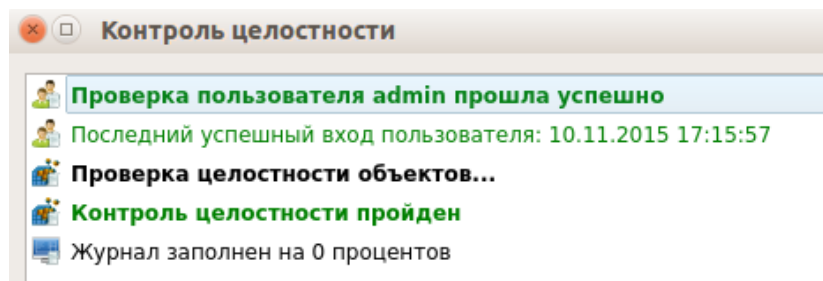 Контроль целостности
Проверка пользователя admin прошла успешно
Последний успешный вход пользователя: 10.11.2015 17:15:57
Проверка целостности объектов...
Контроль целостности пройден
Журнал заполнен на 0 процентов